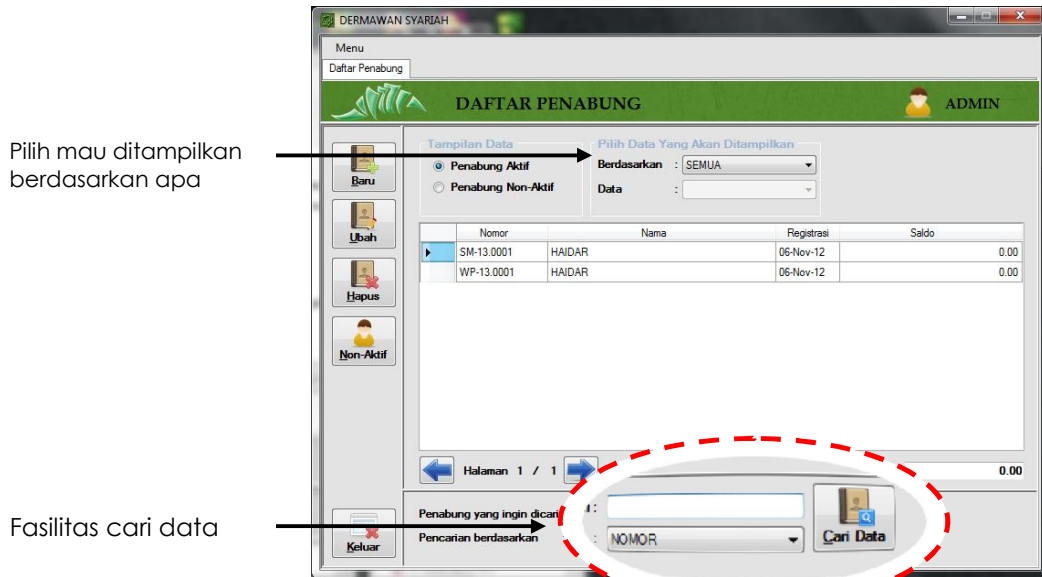 DERMAWAN SYARIAH
Menu
Daftar Penabung
DAFTAR PENABUNG
ADMIN
Pilih mau ditampilkan
berdasarkan apa
Baru
Ubah
Hapus
Non-Aktif
Tampilan Data
Penabung Aktif
Penabung Non-Aktif
Pilih Data Yang Akan Ditampilkan
Berdasarkan : SEMUA
Data :
Nomor Nama Registrasi Saldo
SM-13.0001 HAIDAR 06-Nov-12 0.00
WP-13.0001 HAIDAR 06-Nov-12 0.00
Halaman 1 / 1
0.00
Fasilitas cari data
Keluar
Penabung yang ingin dicari :
Pencarian berdasarkan : NOMOR
Cari Data